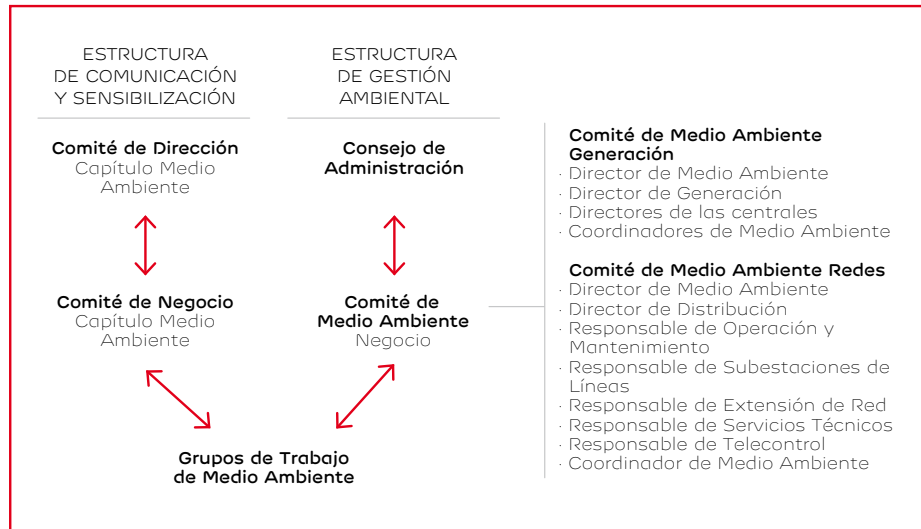 ESTRUCTURA
DE COMUNICACIÓN
Y SENSIBILIZACIÓN
Comité de Dirección
Capítulo Medio
Ambiente
Comité de Negocio
Capítulo Medio
Ambiente
ESTRUCTURA
DE GESTIÓN
AMBIENTAL
Consejo de
Administración
Comité de
Medio Ambiente
Negocio
Grupos de Trabajo
de Medio Ambiente
Comité de Medio Ambiente
Generación
· Director de Medio Ambiente
· Director de Generación
· Directores de las centrales
· Coordinadores de Medio Ambiente
Comité de Medio Ambiente Redes
· Director de Medio Ambiente
· Director de Distribución
· Responsable de Operación y
Mantenimiento
· Responsable de Subestaciones de
Líneas
· Responsable de Extensión de Red
· Responsable de Servicios Técnicos
· Responsable de Telecontrol
· Coordinador de Medio Ambiente